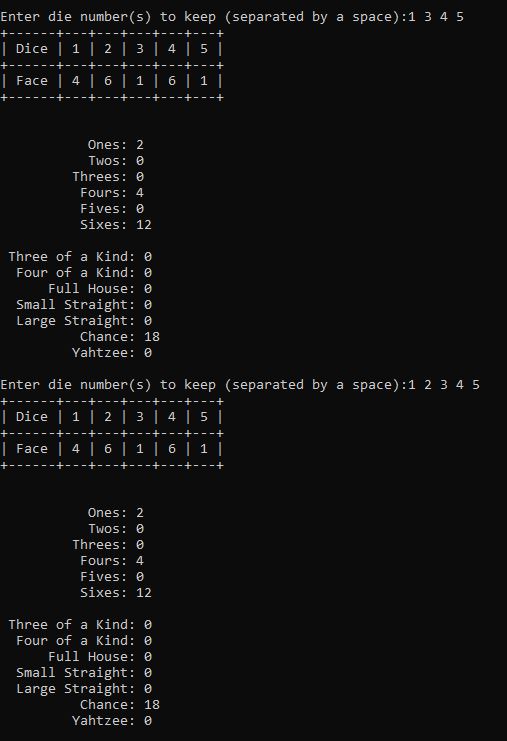 Enter die number(s) to keep (separated by a space):1 3 4 5
+------+---+---+---+---+---+
| Dice | 1 | 2 | 3 | 4 | 5 |
+------+---+---+---+---+---+
| Face | 4 | 6 | 1 | 6 | 1 |
+------+---+---+---+---+---+
Ones: 2
Twos: 0
Threes: 0
Fours: 4
Fives: 0
Sixes: 12
Three of a Kind: 0
Four of a Kind: 0
Full House: 0
Small Straight: 0
Large Straight: 0
Chance: 18
Yahtzee: 0
Enter die number(s) to keep (separated by a space):1 2 3 4 5
+------+---+---+---+---+---+
| Dice | 1 | 2 | 3 | 4 | 5 |
+------+---+---+---+---+---+
| Face | 4 | 6 | 1 | 6 | 1 |
+------+---+---+---+---+---+
Ones: 2
Twos: 0
Threes: 0
Fours: 4
Fives: 0
Sixes: 12
Three of a Kind: 0
Four of a Kind: 0
Full House: 0
Small Straight: 0
Large Straight: 0
Chance: 18
Yahtzee: 0